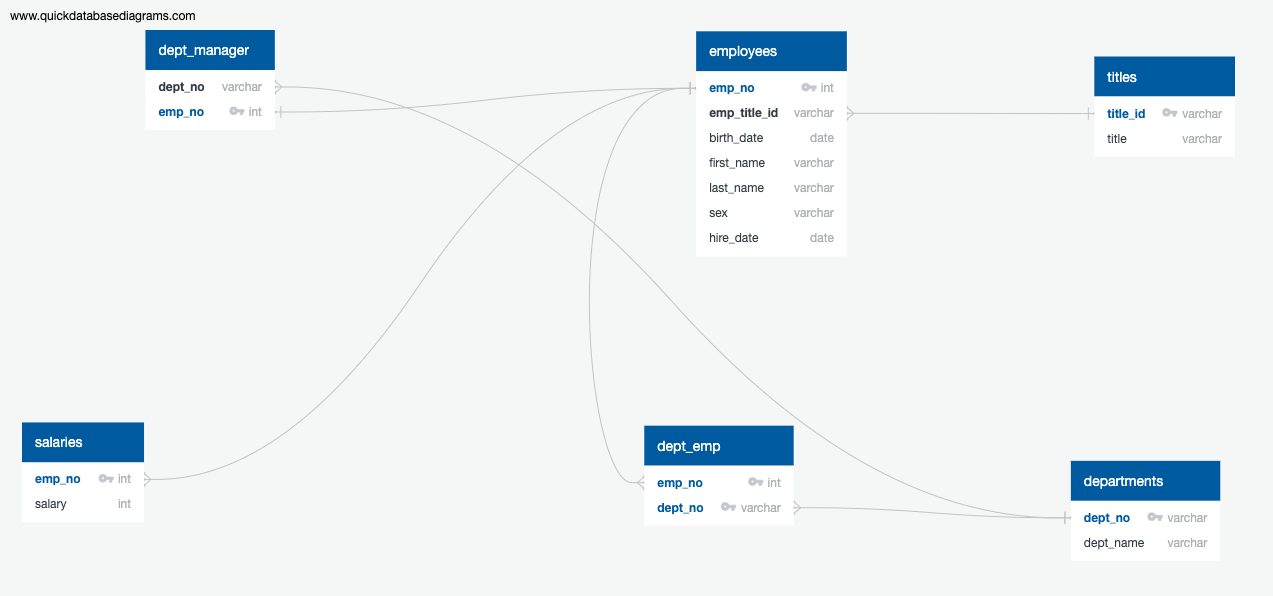 www.quickdatabasediagrams.com
dept_manager
dept_no varchar
emp_no int
employees
emp_no int
emp_title_id varchar
birth_date date
first_name varchar
last_name varchar
sex varchar
hire_date date
titles
title_id varchar
title varchar
salaries
emp_no int
salary int
dept_emp
emp_no int
dept_no varchar
departments
dept_no varchar
dept_name varchar